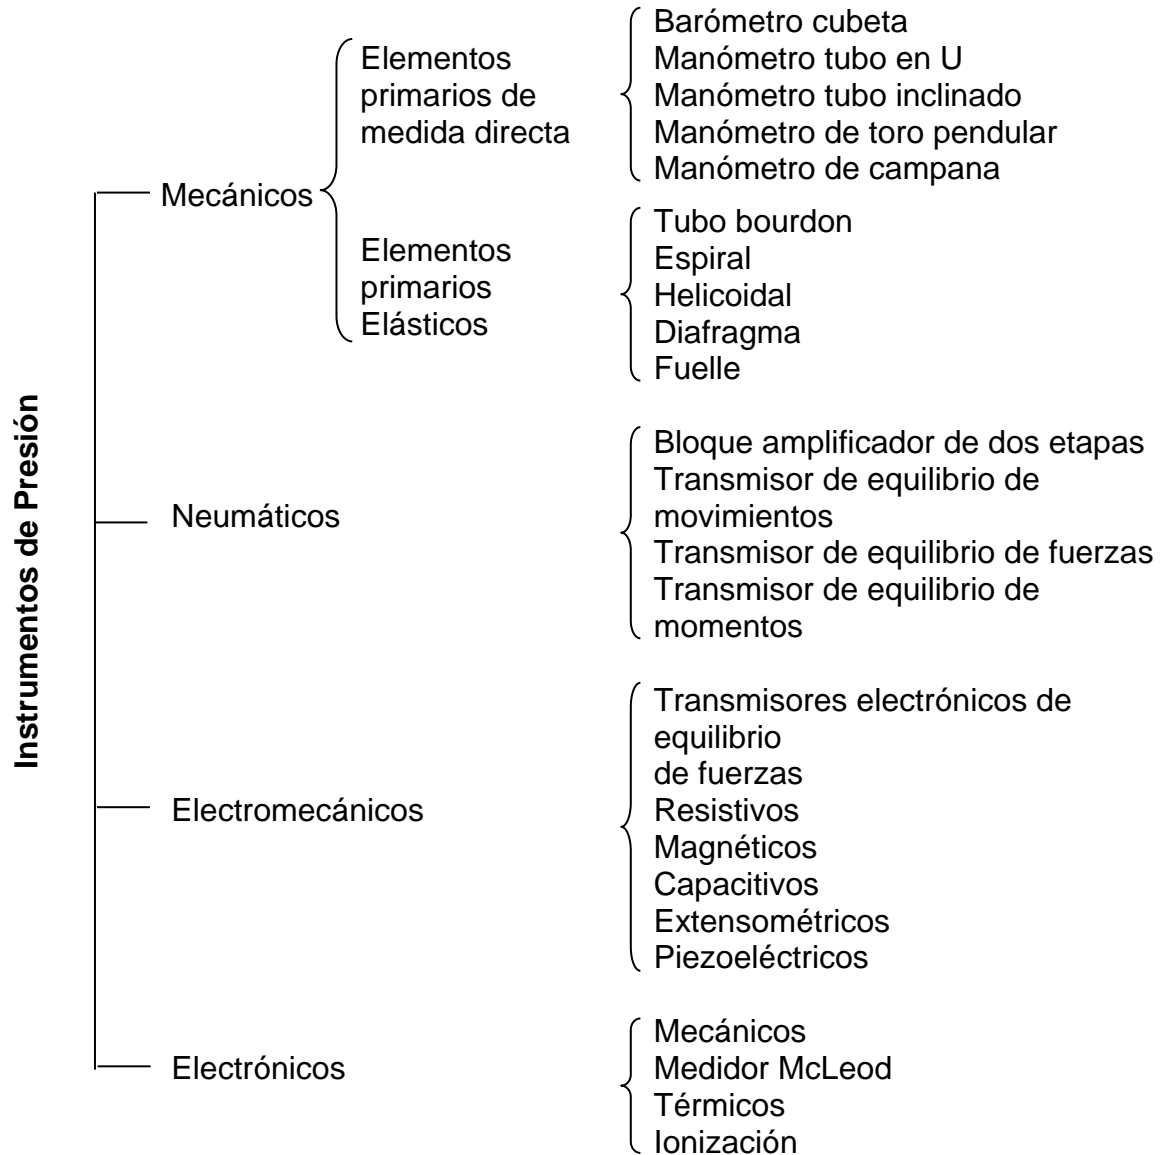 Instrumentos de Presión
Mecánicos
Elementos
primarios de
medida directa
Barómetro cubeta
Manómetro tubo en U
Manómetro tubo inclinado
Manómetro de toro pendular
Manómetro de campana
Elementos
primarios
Elásticos
Tubo bourdon
Espiral
Helicoidal
Diafragma
Fuelle
Neumáticos
Bloque amplificador de dos etapas
Transmisor de equilibrio de
movimientos
Transmisor de equilibrio de fuerzas
Transmisor de equilibrio de
momentos
Electromecánicos
Transmisores electrónicos de
equilibrio
de fuerzas
Resistivos
Magnéticos
Capacitivos
Extensométricos
Piezoeléctricos
Electrónicos
Mecánicos
Medidor McLeod
Térmicos
Ionización